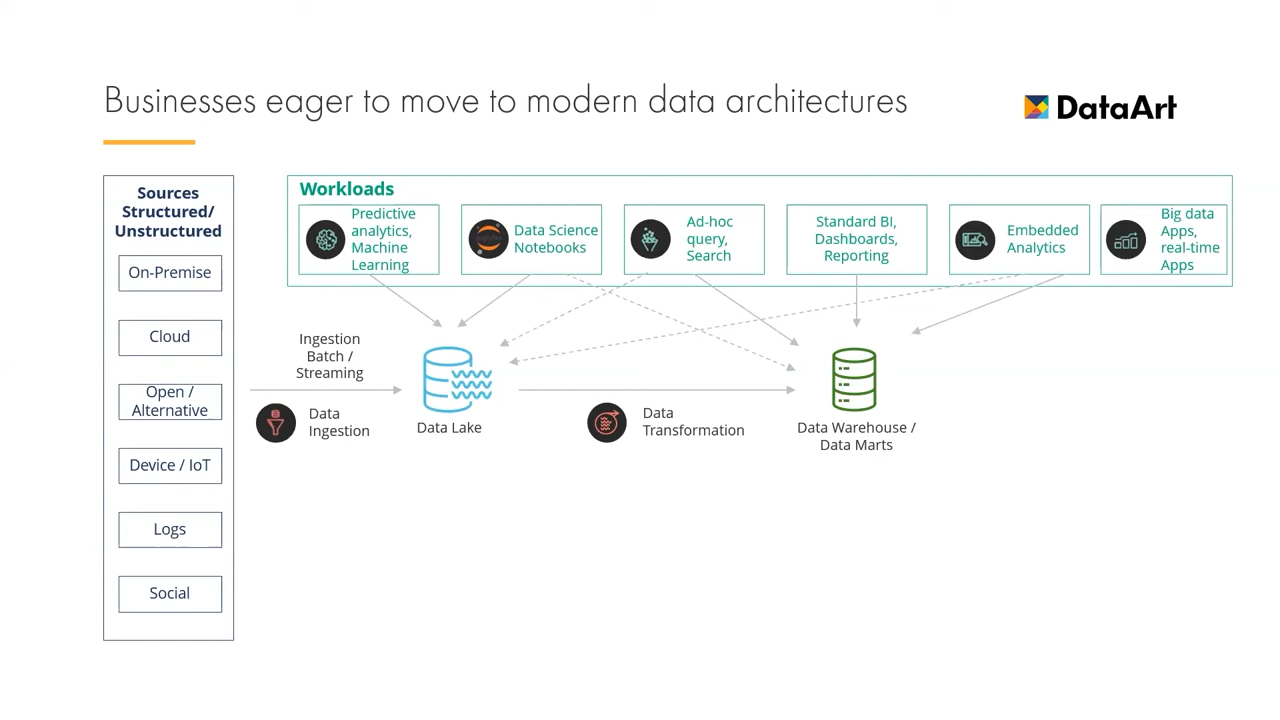 Businesses eager to move to modern data architectures
DataArt
Sources
Structured/
Unstructured
On-Premise
Cloud
Open /
Alternative
Device / IoT
Logs
Social
Workloads
Predictive
analytics,
Machine
Learning
Data Science
Notebooks
Ad-hoc
query,
Search
Standard BI,
Dashboards,
Reporting
Embedded
Analytics
Big data
Apps,
real-time
Apps
Ingestion
Batch /
Streaming
Data
Ingestion
Data Lake
Data
Transformation
Data Warehouse /
Data Marts